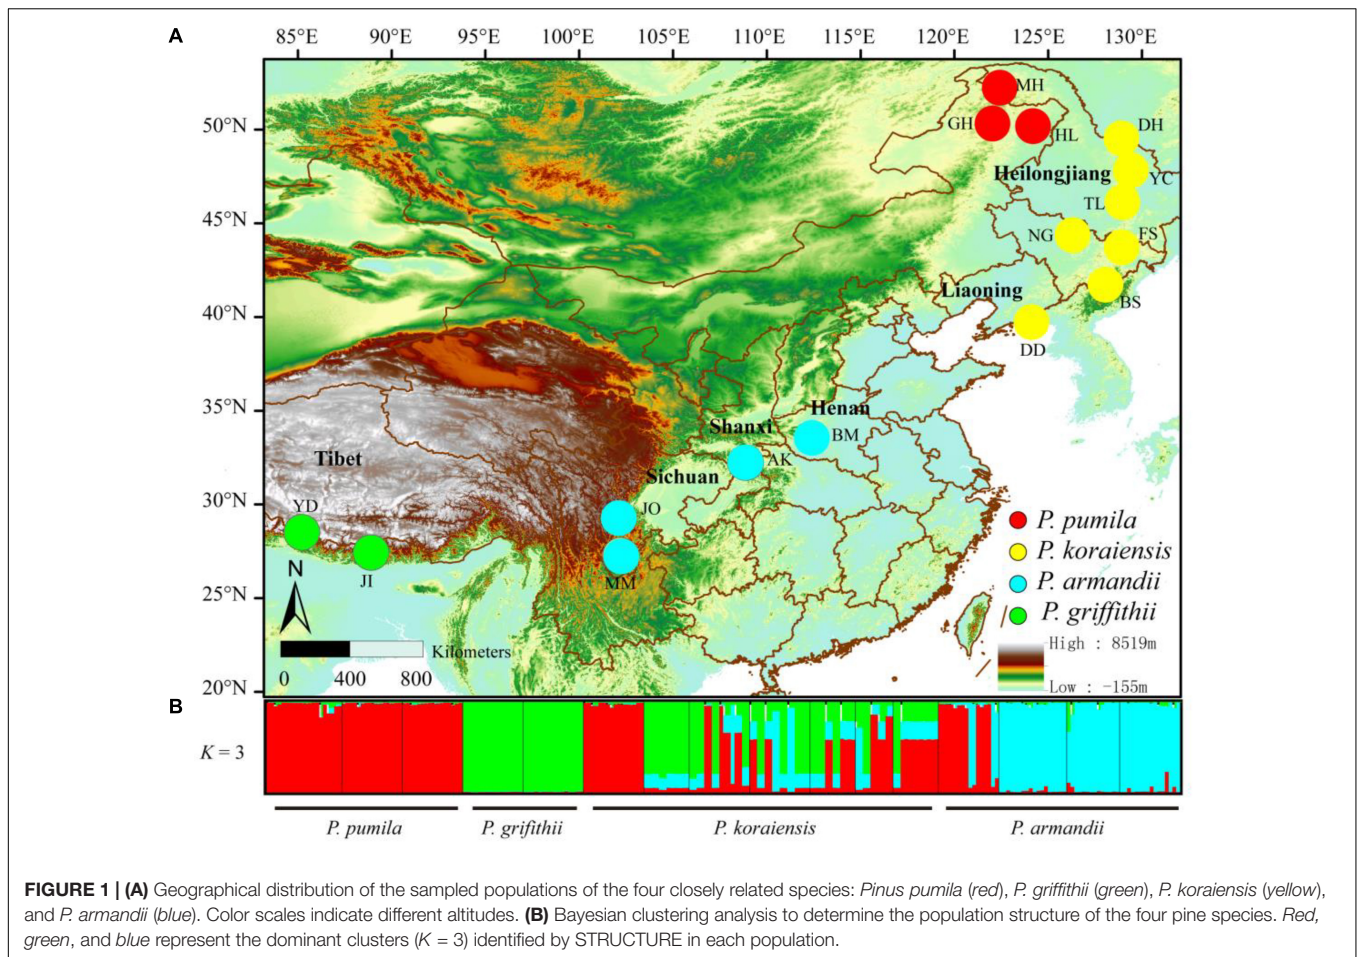 A
85°E 90°E 95°E 100°E 105°E 110°E 115°E 120°E 125°E 130°E
50°N
45°N
40°N
35°N
30°N
25°N
20°N
MH
GH
HL
DH
Heilongjiang
YC
TL
NG
FS
Liaoning
BS
DD
Henan
Shanxi
BM
AK
Tibet
Sichuan
YD
JO
JI
MM
N
Kilometers
0 400 800
P. pumila
P. koraiensis
P. armandii
P. griffithii
High : 8519m
Low : -155m
B
K = 3
P. pumila P. grifithii P. koraiensis P. armandii
FIGURE 1 | (A) Geographical distribution of the sampled populations of the four closely related species: Pinus pumila (red), P. griffithii (green), P. koraiensis (yellow),
and P. armandii (blue). Color scales indicate different altitudes. (B) Bayesian clustering analysis to determine the population structure of the four pine species. Red,
green, and blue represent the dominant clusters (K = 3) identified by STRUCTURE in each population.